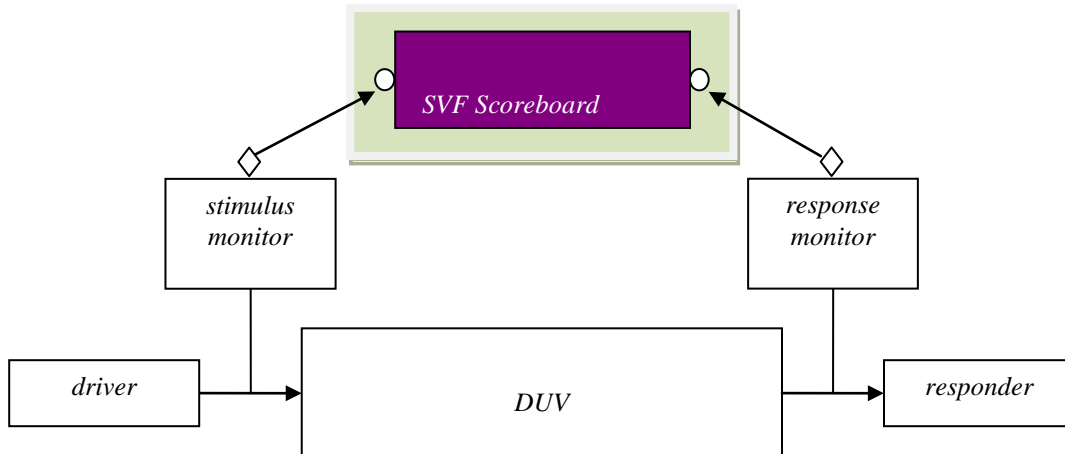 SVF Scoreboard
stimulus
monitor
response
monitor
driver
DUV
responder